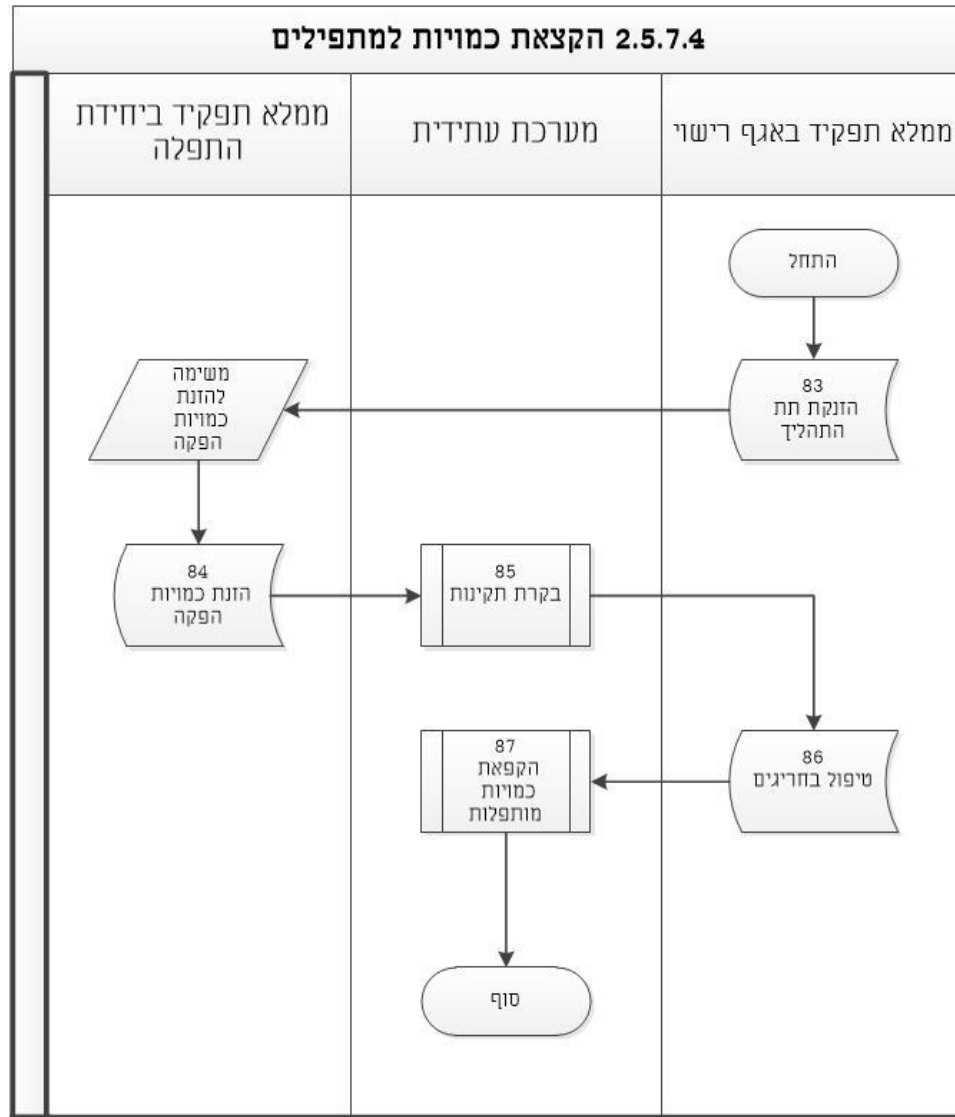 2.5.7.4 הקצאת כמויות למתפילים
ממלא תפקיד באגף רישוי
מערכת עתידית
ממלא תפקיד ביחידת
התפלה
התחל
83
הזנקת תת
התהליך
משימה
להזנת
כמויות
הפקה
84
הזנת כמויות
הפקה
85
בקרת תקינות
86
טיפול בחריגים
87
הקפאת
כמויות
מותפלות
סוף